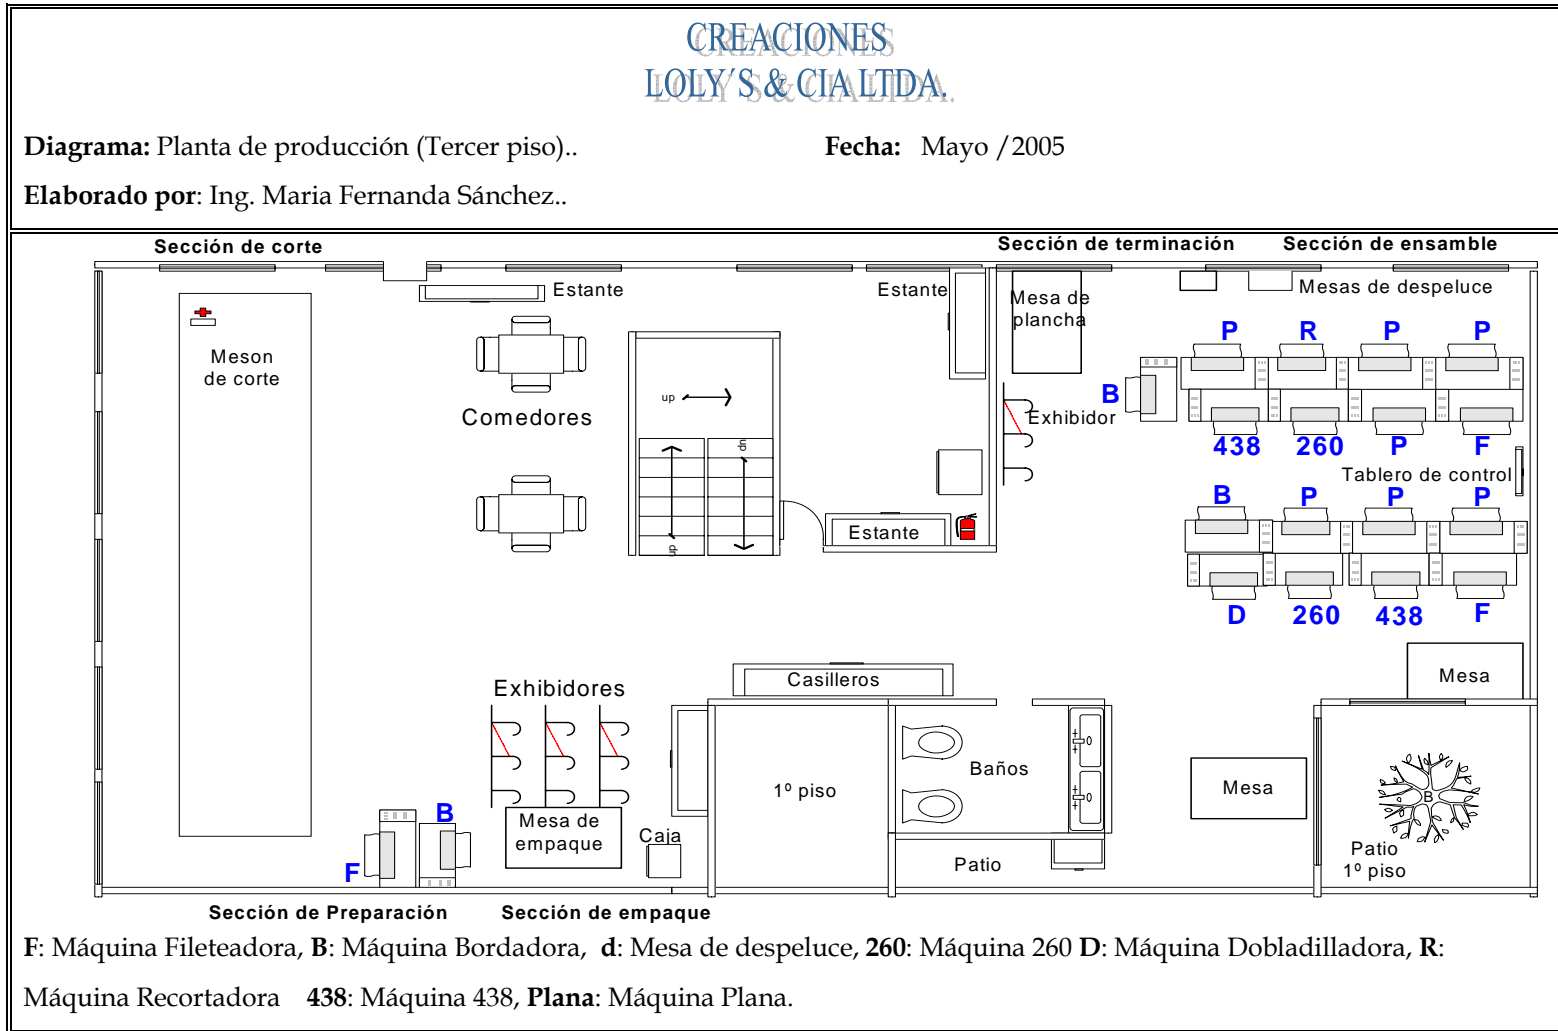 CREACIONES
LOLY´S & CIA LTDA.
Diagrama: Planta de producción (Tercer piso)..
Fecha: Mayo /2005
Elaborado por: Ing. Maria Fernanda Sánchez..
Sección de corte
Sección de terminación
Sección de ensamble
Estante
Estante
Mesa de
plancha
Mesas de despeluce
P R P P
Meson
de corte
up
B
Exhibidor
Comedores
438 260 P F
dn
Tablero de control
B P P P
Estante
up
D 260 438 F
Mesa
Casilleros
Exhibidores
Baños
1º piso
Mesa
B
B
Mesa de
empaque
Caja
F
Patio
Patio
1º piso
Sección de Preparación
Sección de empaque
F: Máquina Fileteadora, B: Máquina Bordadora, d: Mesa de despeluce, 260: Máquina 260 D: Máquina Dobladilladora, R:
Máquina Recortadora 438: Máquina 438, Plana: Máquina Plana.